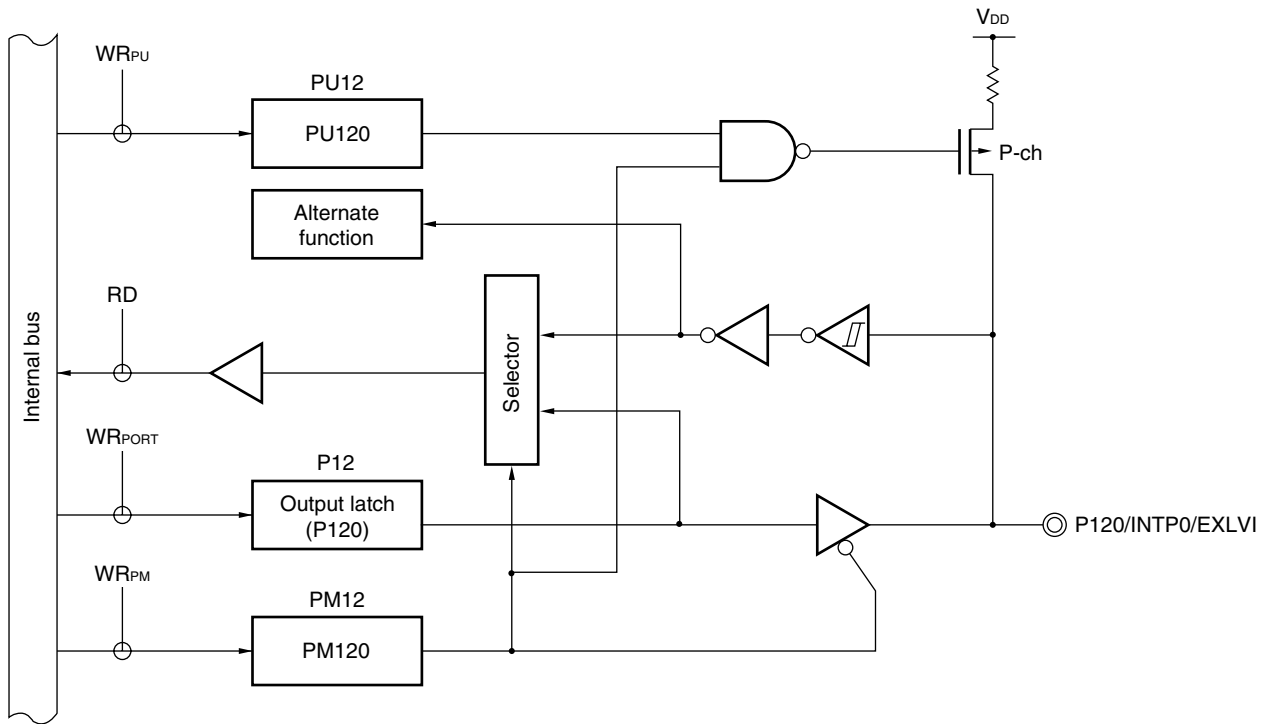 VDD
WRPU
PU12
PU120
P-ch
Alternate
function
RD
Internal bus
Selector
WRPORT
P12
Output latch
(P120)
P120/INTP0/EXLVI
WRPM
PM12
PM120